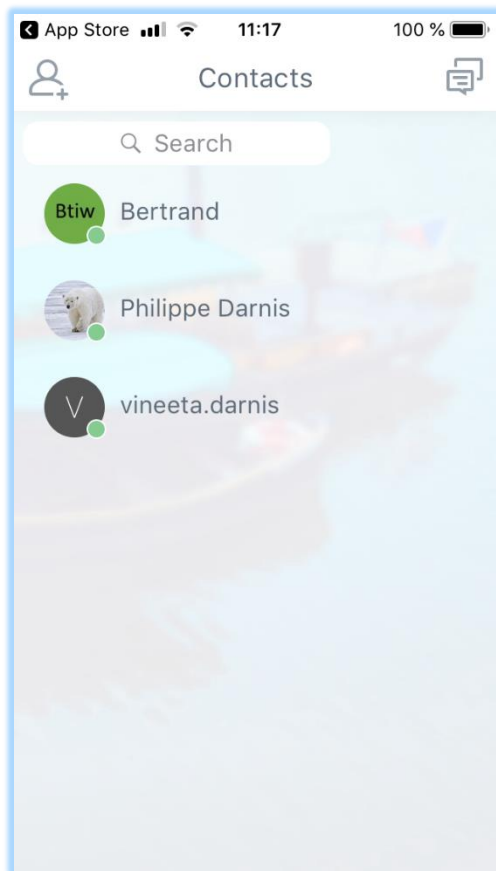 App Store 11:17 100 %
Contacts
Search
Btiw Bertrand
Philippe Darnis
V vineeta.darnis